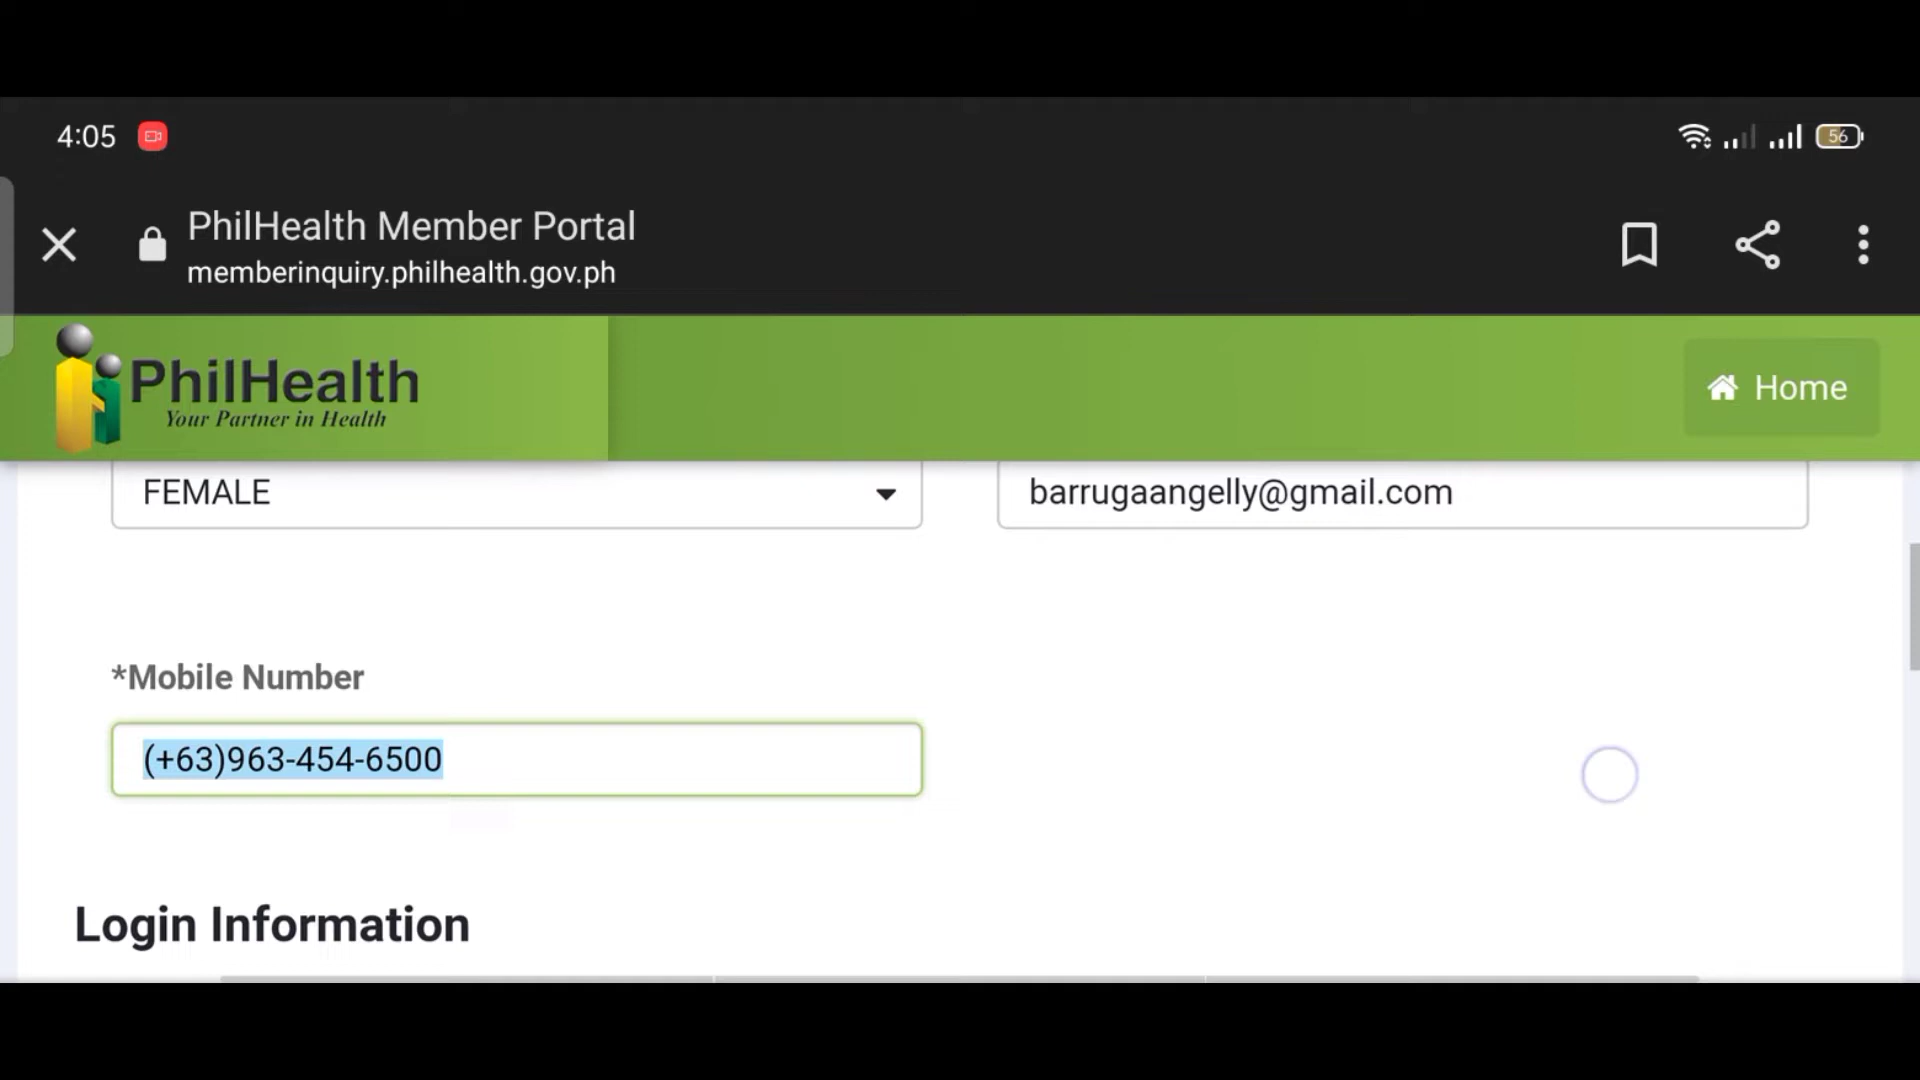 4:05
56
PhilHealth Member Portal
memberinquiry.philhealth.gov.ph
PhilHealth
Your Partner in Health
Home
FEMALE
barrugaangelly@gmail.com
*Mobile Number
(+63)963-454-6500
Login Information